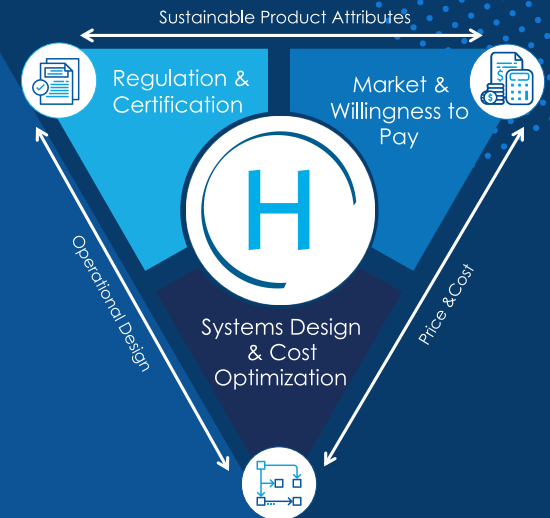 Sustainable Product Attributes
Regulation &
Certification
Market &
Willingness to
Pay
H
Operational Design
Price &Cost
Systems Design
& Cost
Optimization